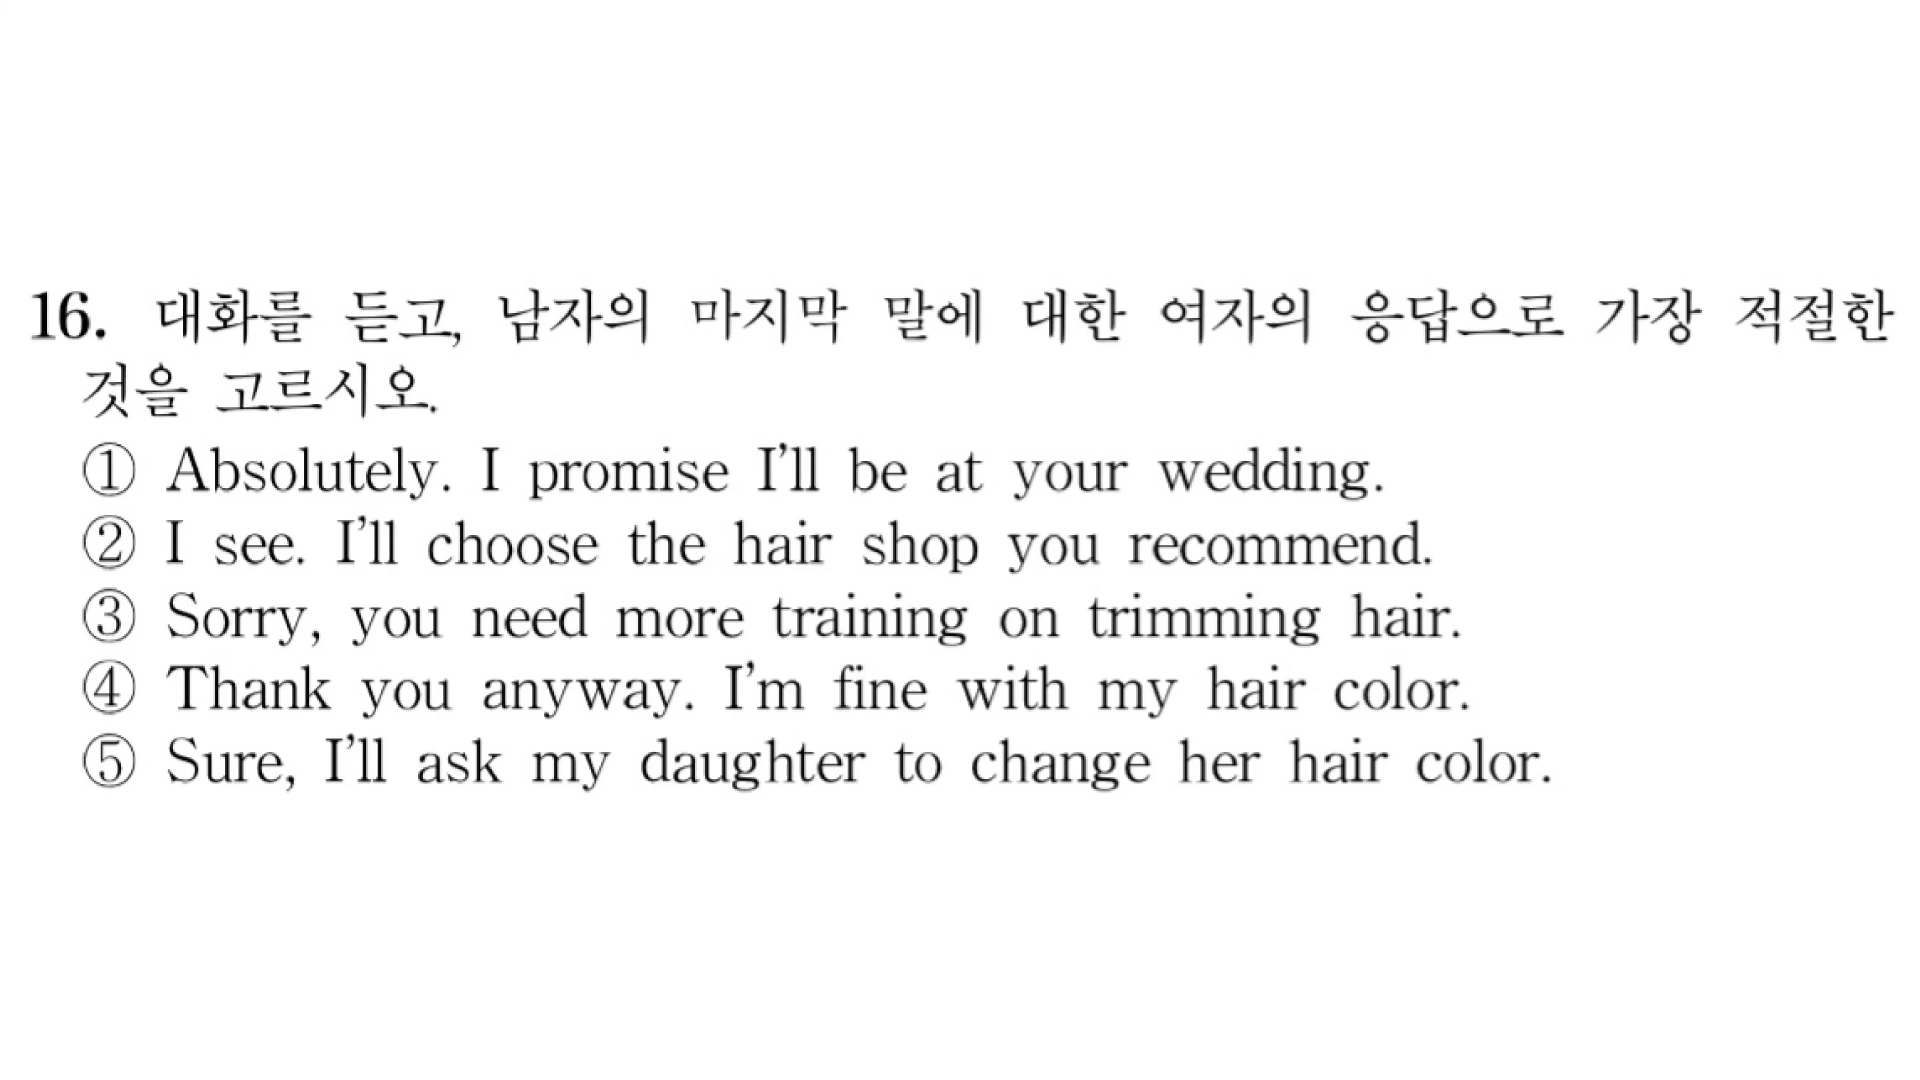 16. 대화를 듣고, 남자의 마지막 말에 대한 여자의 응답으로 가장 적절한
것을 고르시오.
① Absolutely. I promise I’ll be at your wedding.
② I see. I’ll choose the hair shop you recommend.
③ Sorry, you need more training on trimming hair.
④ Thank you anyway. I’m fine with my hair color.
⑤ Sure, I’ll ask my daughter to change her hair color.